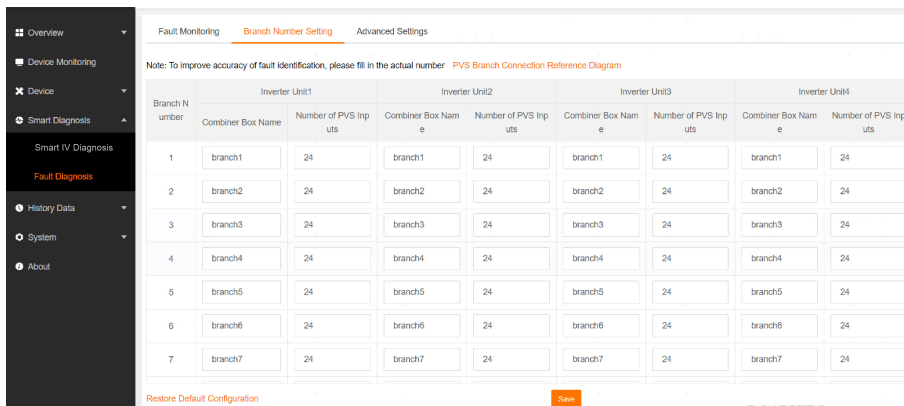 Overview
Device Monitoring
Device
Smart Diagnosis
Smart IV Diagnosis
Fault Diagnosis
History Data
System
About
Fault Monitoring Branch Number Setting Advanced Settings
Note: To improve accuracy of fault identification, please fill in the actual number PVS Branch Connection Reference Diagram
Branch N
umber
Inverter Unit1 Inverter Unit2 Inverter Unit3 Inverter Unit4
Combiner Box Name Number of PVS Inp
uts Combiner Box Nam
e Number of PVS Inp
uts Combiner Box Nam
e Number of PVS Inp
uts Combiner Box Nam
e Number of PVS Inp
uts
1 branch1 24 branch1 24 branch1 24 branch1 24
2 branch2 24 branch2 24 branch2 24 branch2 24
3 branch3 24 branch3 24 branch3 24 branch3 24
4 branch4 24 branch4 24 branch4 24 branch4 24
5 branch5 24 branch5 24 branch5 24 branch5 24
6 branch6 24 branch6 24 branch6 24 branch6 24
7 branch7 24 branch7 24 branch7 24 branch7 24
Restore Default Configuration Save